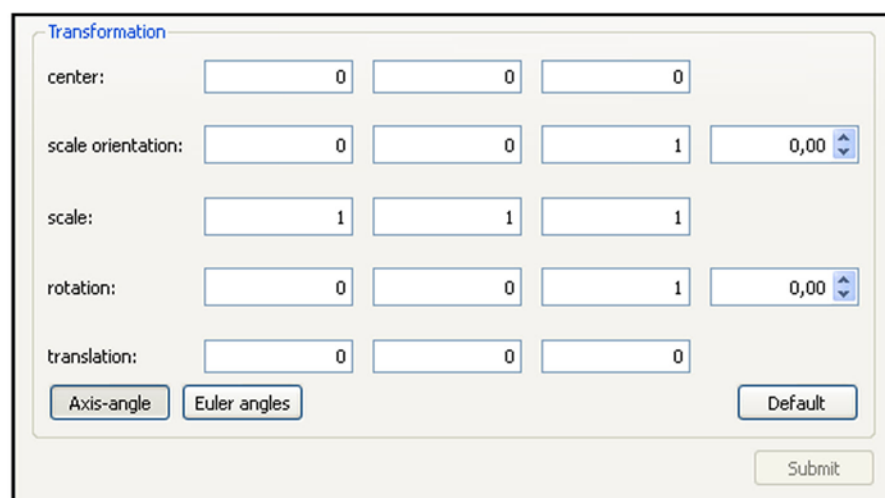 Transformation
center: 0 0 0
scale orientation: 0 0 1 0,00
scale: 1 1 1
rotation: 0 0 1 0,00
translation: 0 0 0
Axis-angle Euler angles Default
Submit